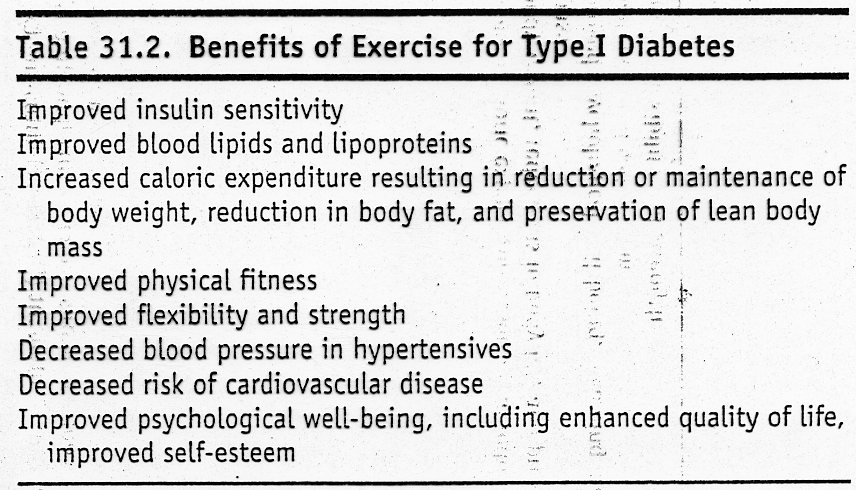 Table 31.2. Benefits of Exercise for Type I Diabetes
Improved insulin sensitivity
Improved blood lipids and lipoproteins
Increased caloric expenditure resulting in reduction or maintenance of
body weight, reduction in body fat, and preservation of lean body
mass
Improved physical fitness
Improved flexibility and strength
Decreased blood pressure in hypertensives
Decreased risk of cardiovascular disease
Improved psychological well-being, including enhanced quality of life,
improved self-esteem